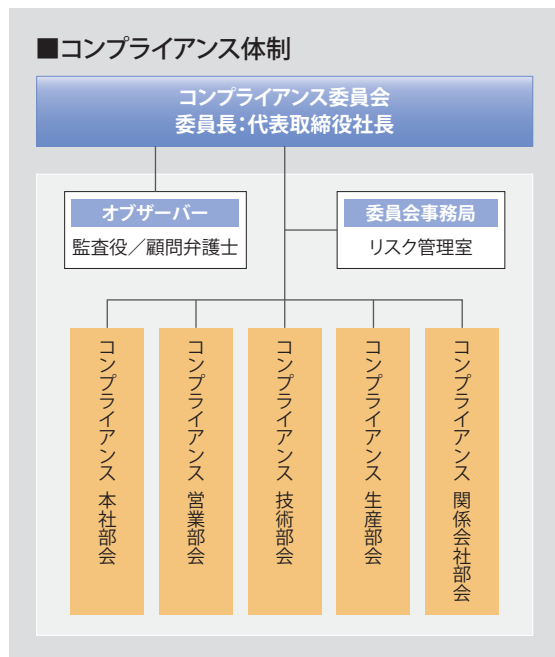 ■コンプライアンス体制
コンプライアンス委員会
委員長：代表取締役社長
オブザーバー
監査役／顧問弁護士
委員会事務局
リスク管理室
コンプライアンス 本社部会
コンプライアンス 営業部会
コンプライアンス 技術部会
コンプライアンス 生産部会
コンプライアンス 関係会社部会